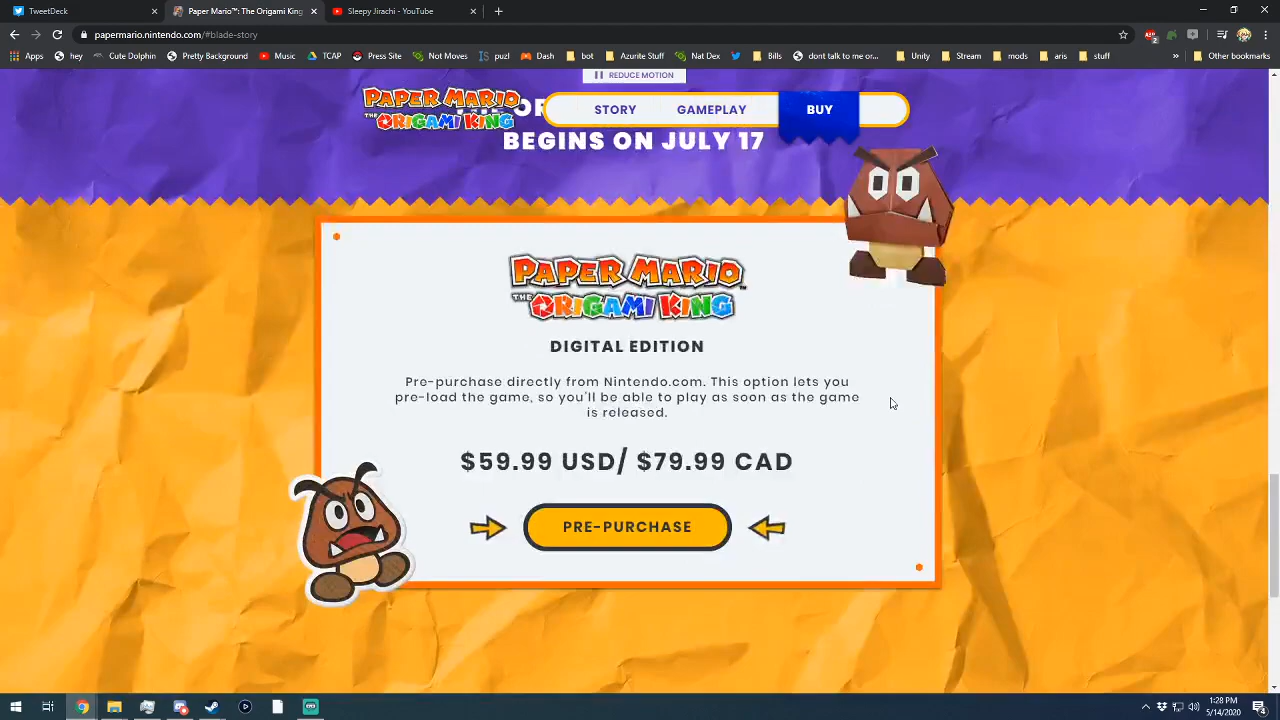 TweetDeck
Paper Mario™: The Origami King
Sleepy Jirachi - YouTube
papermario.nintendo.com/#blade-story
Apps
hey
Cute Dolphin
Pretty Background
Music
TCAP
Press Site
Not Moves
puzl
Dash
bot
Azurite Stuff
Nat Dex
Bills
dont talk to me or...
Unity
Stream
mods
aris
stuff
Other bookmarks
REDUCE MOTION
PAPER MARIO
THE ORIGAMI KING
STORY
GAMEPLAY
BUY
BEGINS ON JULY 17
PAPER MARIO™
THE ORIGAMI KING
DIGITAL EDITION
Pre-purchase directly from Nintendo.com. This option lets you
pre-load the game, so you'll be able to play as soon as the game
is released.
$59.99 USD/ $79.99 CAD
PRE-PURCHASE
1:28 PM
5/14/2020